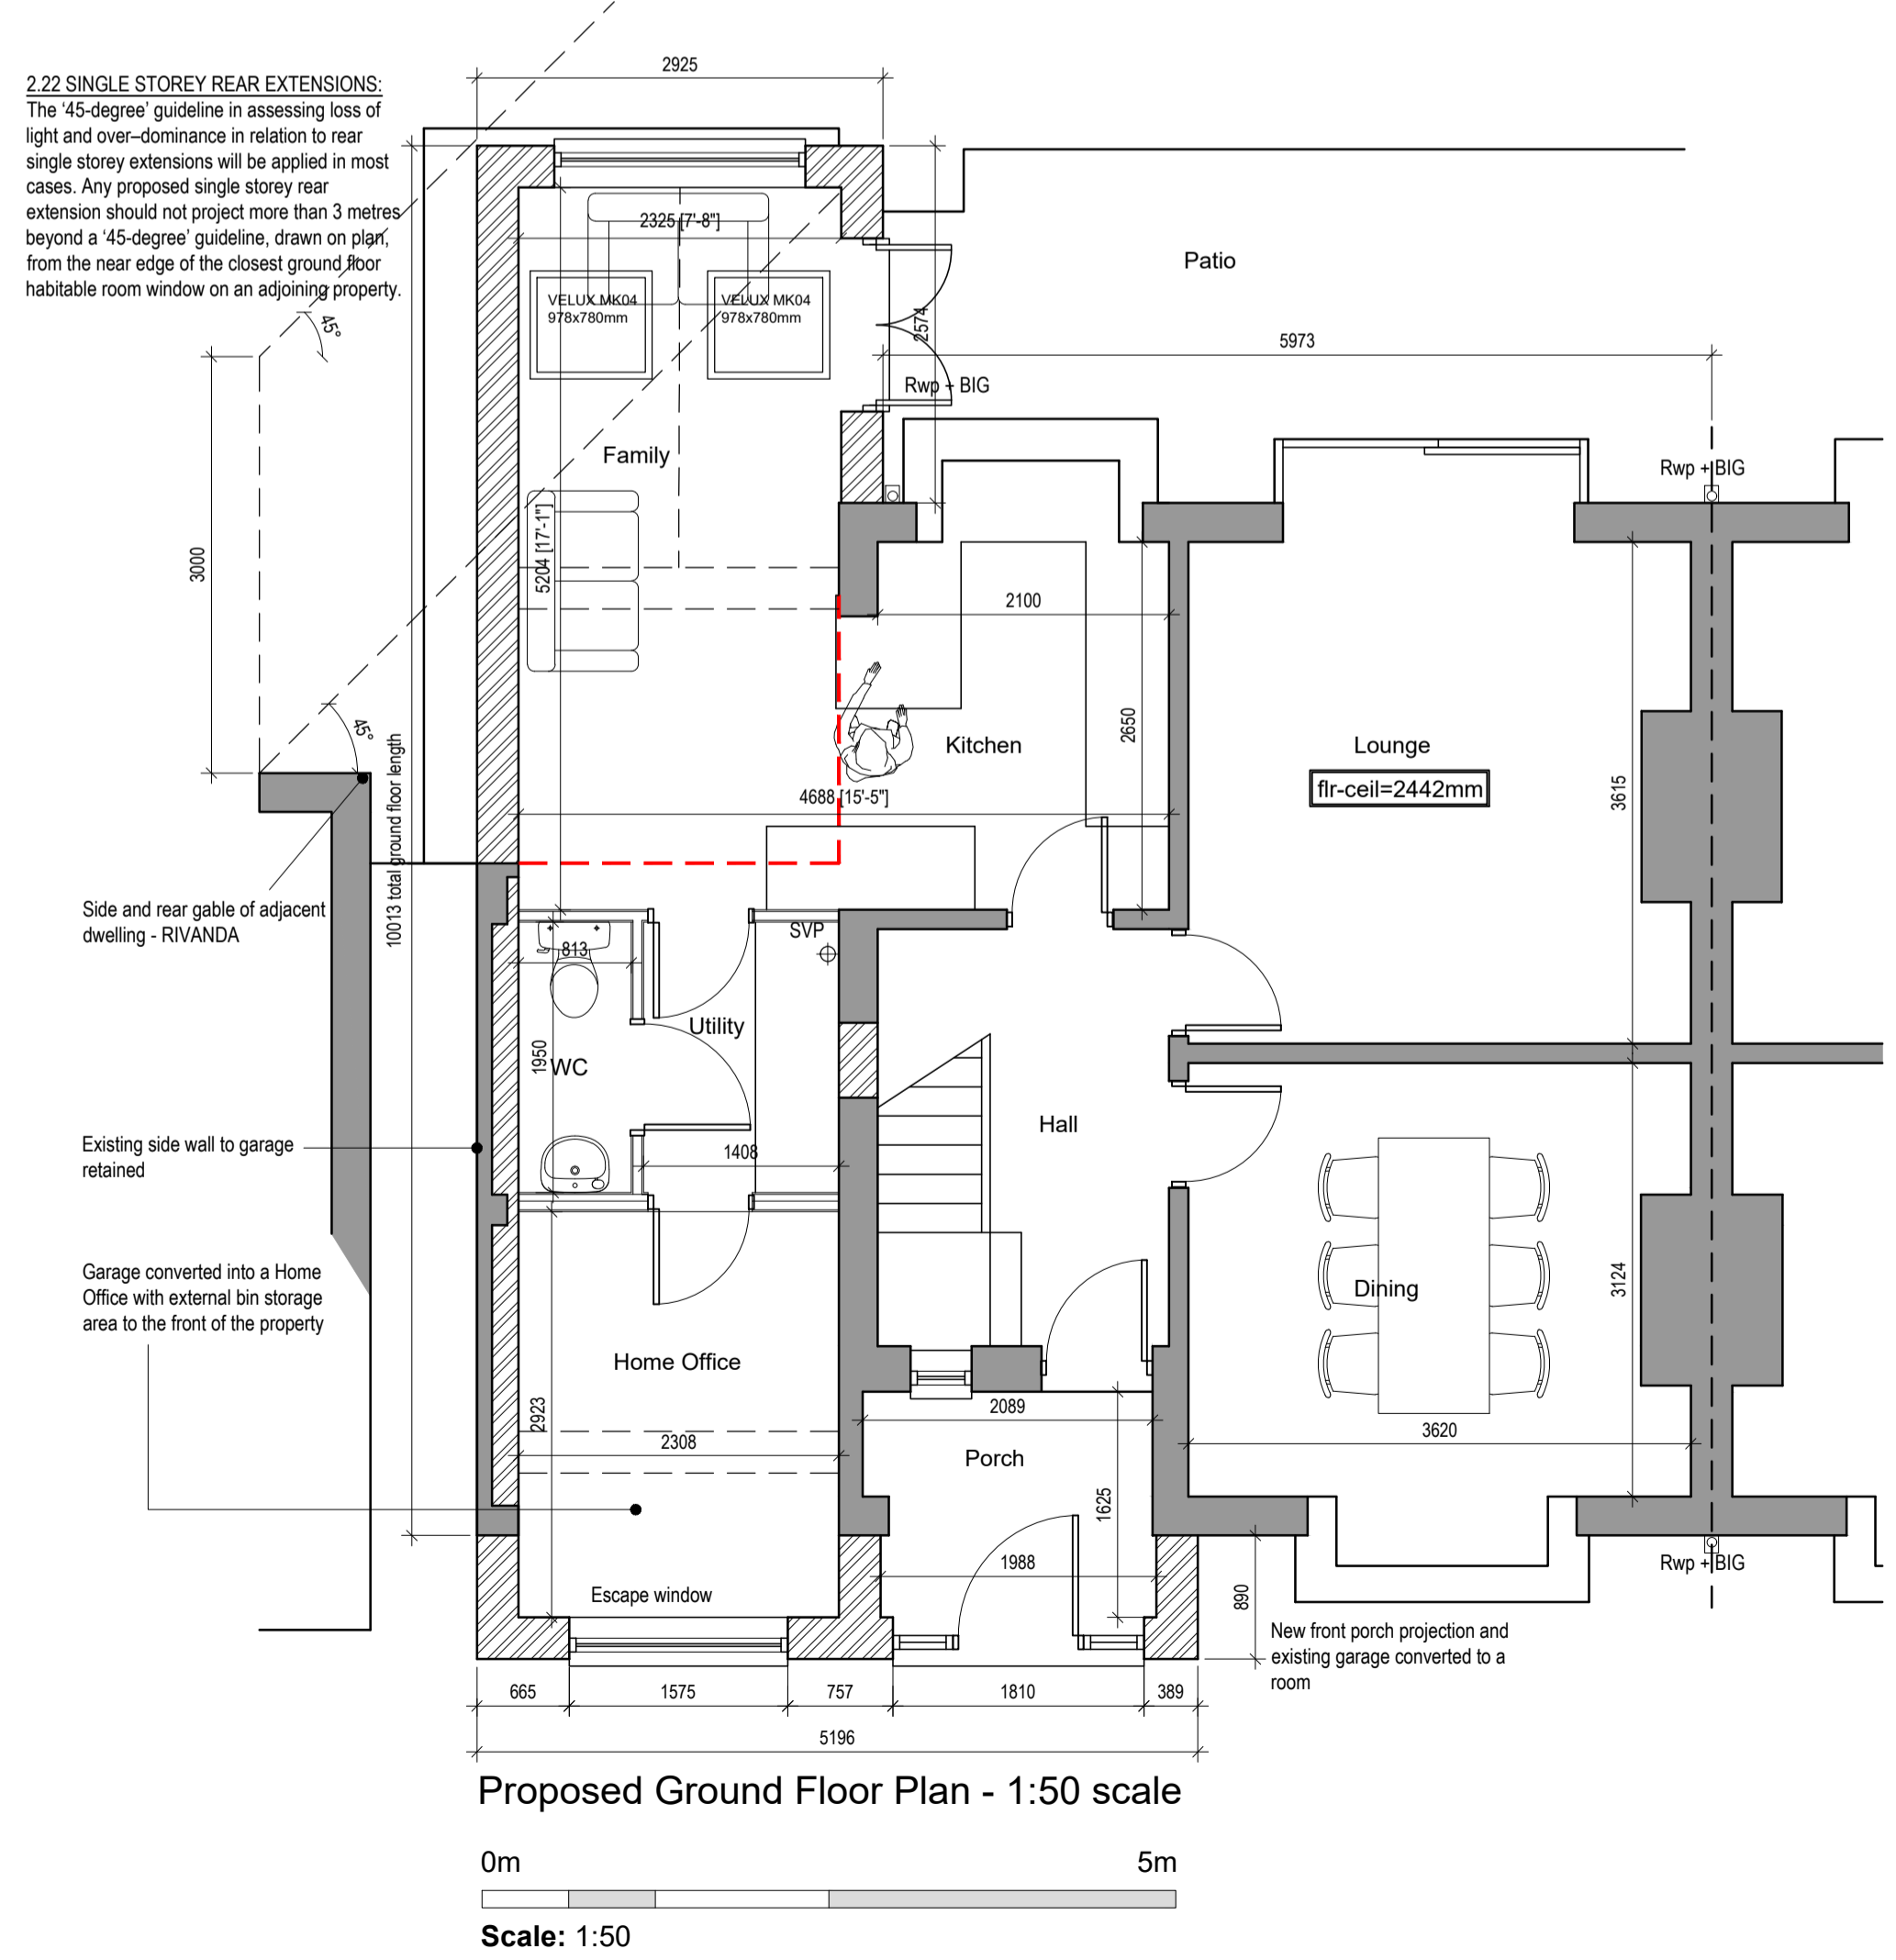 2.22 SINGLE STOREY REAR EXTENSIONS:
The ‘45-degree’ guideline in assessing loss of
light and over–dominance in relation to rear
single storey extensions will be applied in most
cases. Any proposed single storey rear
extension should not project more than 3 metres
beyond a ‘45-degree’ guideline, drawn on plan,
from the near edge of the closest ground floor
habitable room window on an adjoining property.
2925
2325 [7'-8"]
VELUX MK04
978x780mm
VELUX MK04
978x780mm
2574
Patio
5973
Rwp + BIG
45°
3000
Family
5204 [17'-1"]
Rwp + BIG
2100
2650
Kitchen
4688 [15'-5"]
Lounge
flr-ceil=2442mm
3615
45°
10013 total ground floor length
Side and rear gable of adjacent
dwelling - RIVANDA
SVP
813
Utility
1950
WC
1408
Hall
Existing side wall to garage
retained
Garage converted into a Home
Office with external bin storage
area to the front of the property
Home Office
2923
2308
2089
Porch
1625
1988
Dining
3124
3620
Escape window
890
Rwp + BIG
New front porch projection and
existing garage converted to a
room
665
1575
757
1810
389
5196
Proposed Ground Floor Plan - 1:50 scale
0m
5m
Scale: 1:50